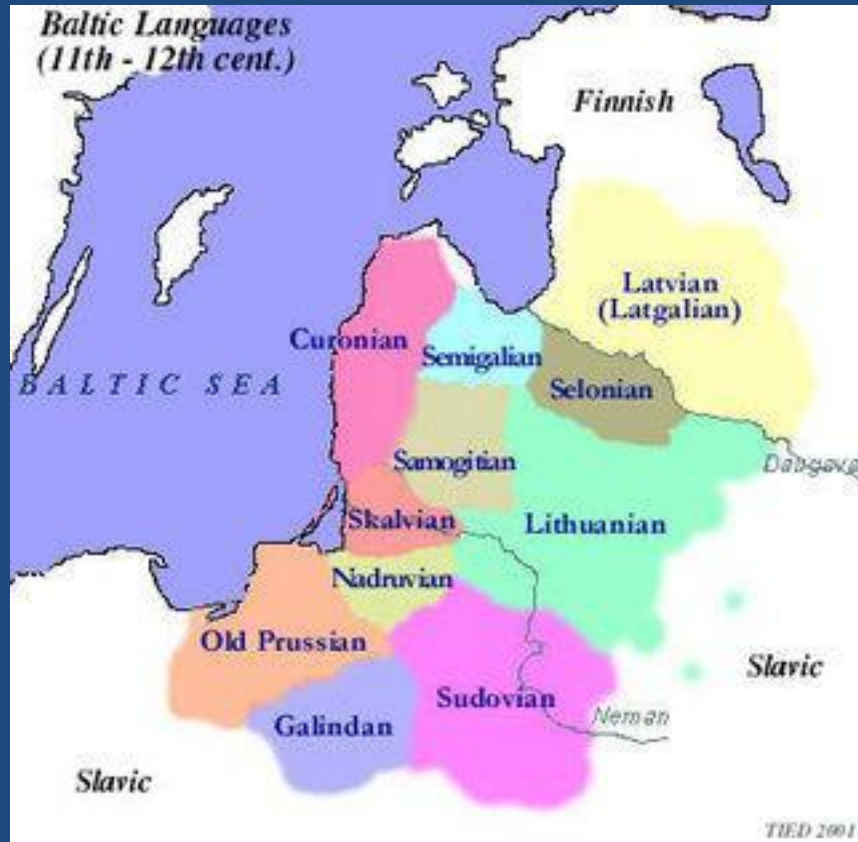 Baltic Languages
(11th - 12th cent.)
Finnish
Latvian
(Latgalian)
Curonian
Semigalian
BALTIC SEA
Selonian
Samogitian
Dabgava
Skalvian
Lithuanian
Nadruvian
Old Prussian
Slavic
Sudovian
Neman
Galindan
Slavic
TIED 2001